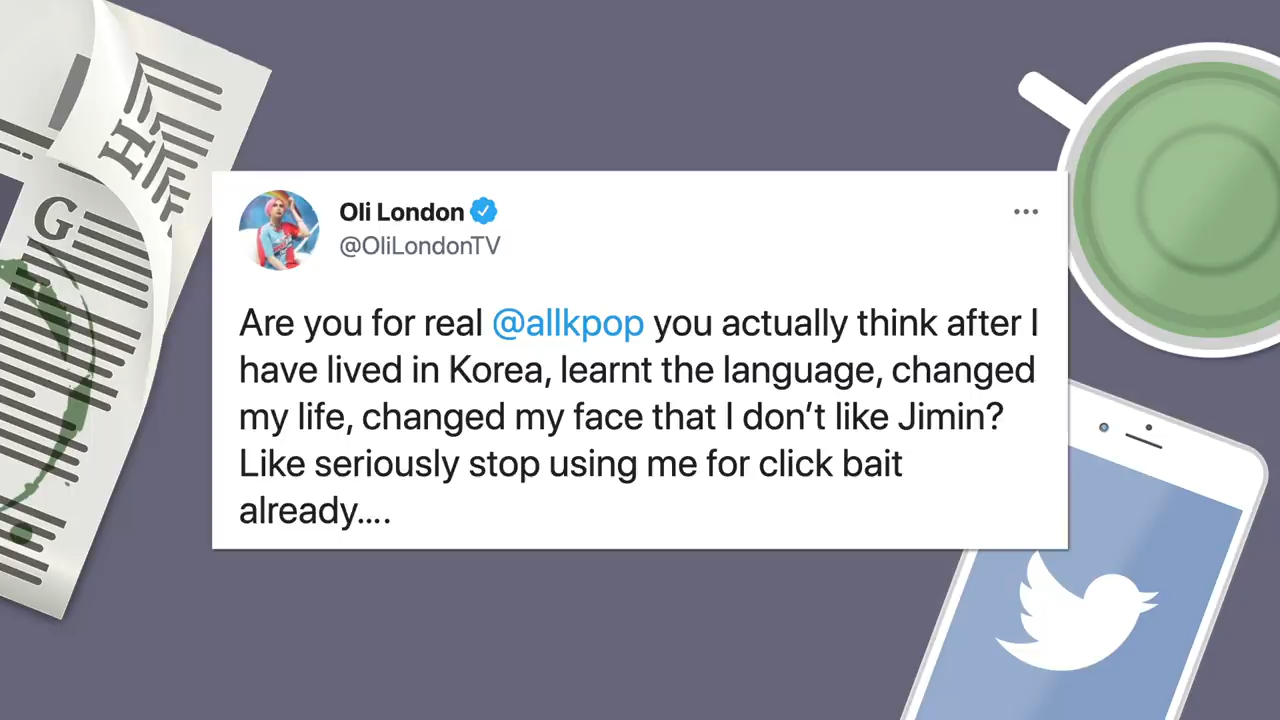 H
G
Oli London
@OliLondonTV
Are you for real @allkpop you actually think after I
have lived in Korea, learnt the language, changed
my life, changed my face that I don’t like Jimin?
Like seriously stop using me for click bait
already....